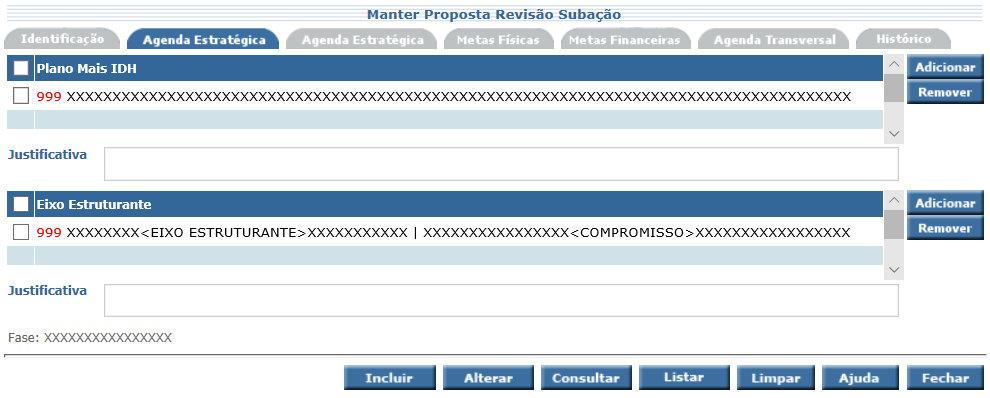 Manter Proposta Revisão Subação
Identificação Agenda Estratégica Agenda Estratégica Metas Físicas Metas Financeiras Agenda Transversal Histórico
Plano Mais IDH Adicionar
999 XXXXXXXXXXXXXXXXXXXXXXXXXXXXXXXXXXXXXXXXXXXXXXXXXXXXXXXXXXXXXXXXXXXXXXXXXXXXXXXXXXXXXX Remover
Justificativa
Eixo Estruturante Adicionar
999 XXXXXXXX<EIXO ESTRUTURANTE>XXXXXXXXXXX | XXXXXXXXXXXXXXXX<COMPROMISSO>XXXXXXXXXXXXXXXXX Remover
Justificativa
Fase: XXXXXXXXXXXXXXXX
Incluir Alterar Consultar Listar Limpar Ajuda Fechar